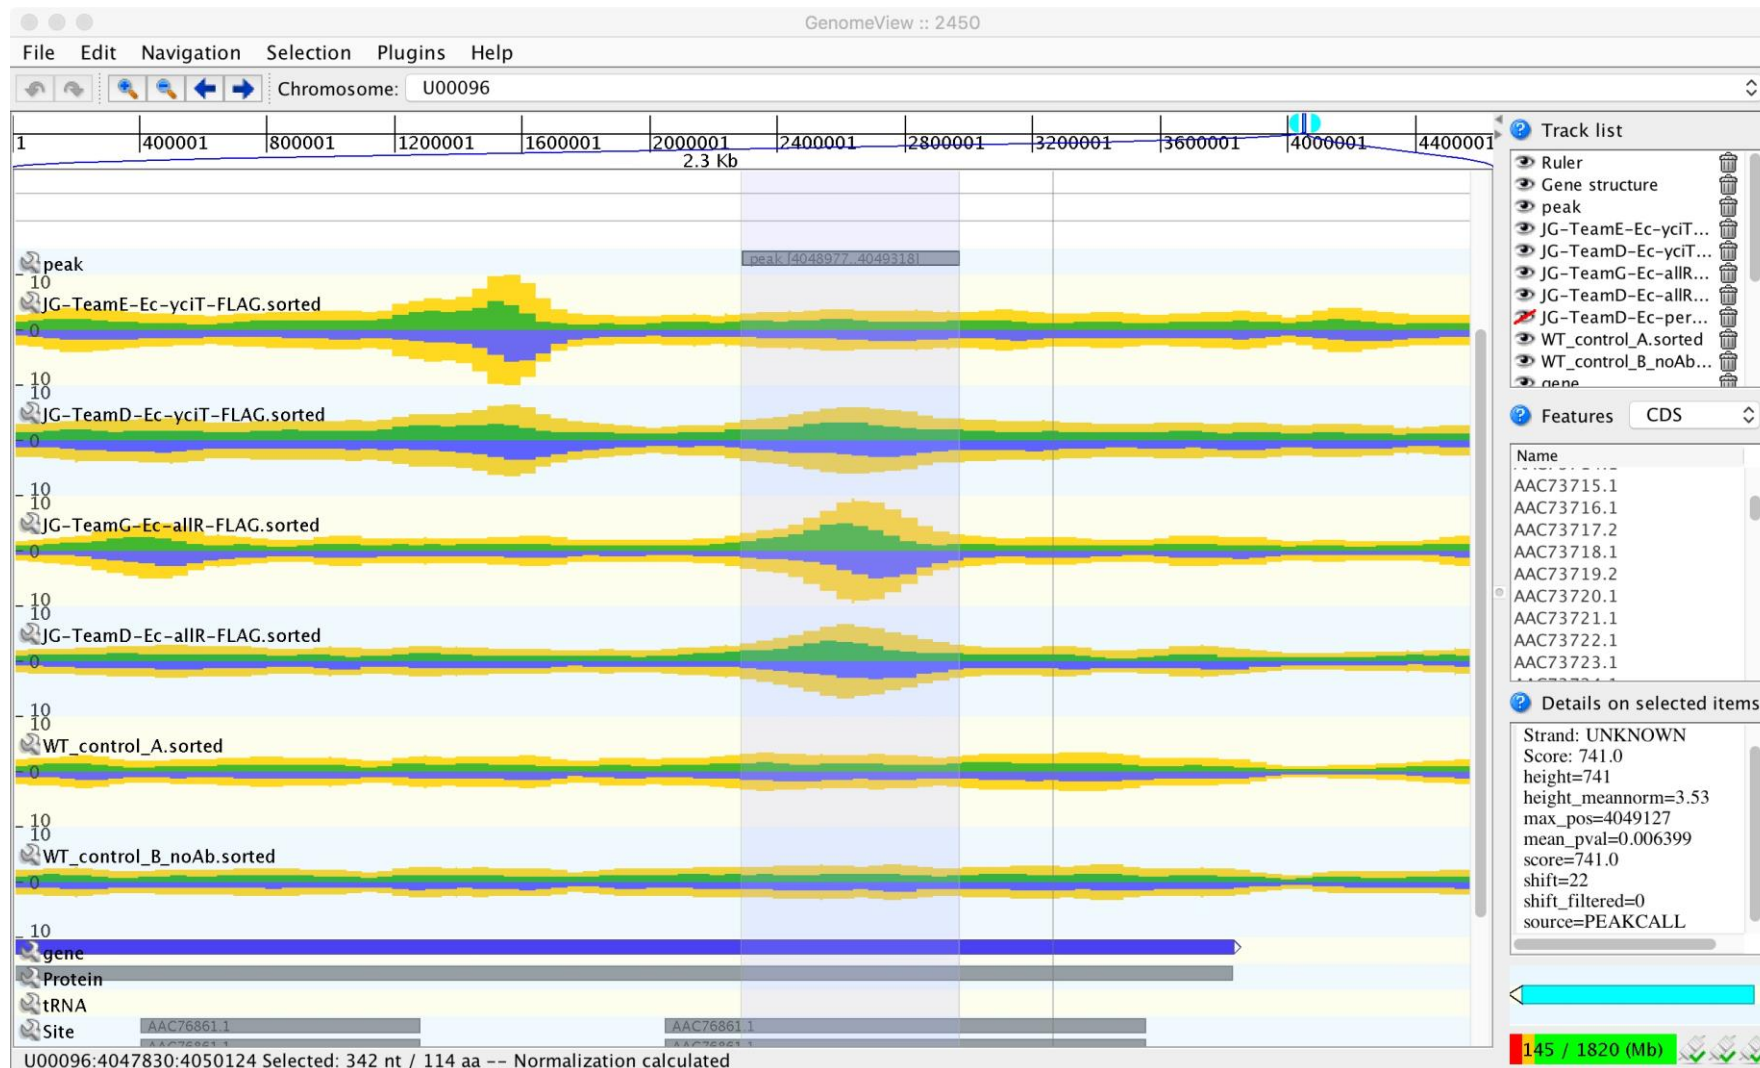 GenomeView :: 2450
File Edit Navigation Selection Plugins Help
Chromosome: U00096
1 400001 800001 1200001 1600001 2000001 2400001 2800001 3200001 3600001 4000001 4400001
2.3 Kb
peak
peak [4048977..4049318]
10
JG-TeamE-Ec-yciT-FLAG.sorted
0
10
10
JG-TeamD-Ec-yciT-FLAG.sorted
0
10
10
JG-TeamG-Ec-allR-FLAG.sorted
0
10
10
JG-TeamD-Ec-allR-FLAG.sorted
0
10
10
WT_control_A.sorted
0
10
10
WT_control_B_noAb.sorted
0
10
gene
Protein
tRNA
Site
AAC76861.1 AAC76861.1
AAC76861.1 AAC76861.1
U00096:4047830:4050124 Selected: 342 nt / 114 aa -- Normalization calculated
Track list
Ruler
Gene structure
peak
JG-TeamE-Ec-yciT...
JG-TeamD-Ec-yciT...
JG-TeamG-Ec-allR...
JG-TeamD-Ec-allR...
JG-TeamD-Ec-per...
WT_control_A.sorted
WT_control_B_noAb...
gene
Features CDS
Name
AAC73715.1
AAC73716.1
AAC73717.2
AAC73718.1
AAC73719.2
AAC73720.1
AAC73721.1
AAC73722.1
AAC73723.1
Details on selected items
Strand: UNKNOWN
Score: 741.0
height=741
height_meannorm=3.53
max_pos=4049127
mean_pval=0.006399
score=741.0
shift=22
shift_filtered=0
source=PEAKCALL
145 / 1820 (Mb)